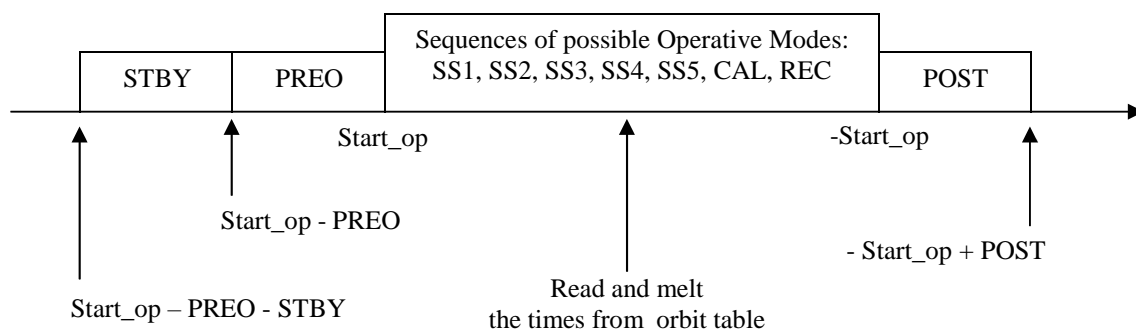 Sequences of possible Operative Modes:
SS1, SS2, SS3, SS4, SS5, CAL, REC
STBY
PREO
POST
Start_op
-Start_op
Start_op - PREO
- Start_op + POST
Start_op – PREO - STBY
Read and melt
the times from orbit table